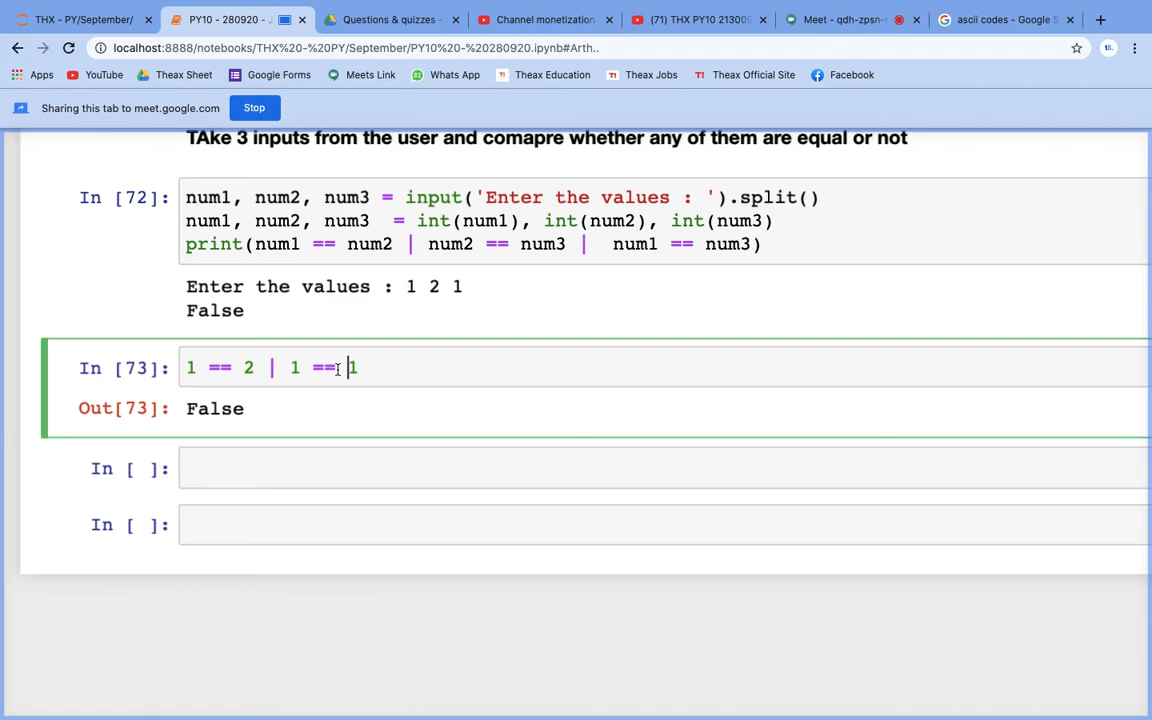 THX - PY/September/
PY10 - 280920 - J
Questions & quizzes -
Channel monetization
(71) THX PY10 21300
Meet - qdh-zpsn-
ascii codes - Google S
localhost:8888/notebooks/THX%20-%20PY/September/PY10%20-%20280920.ipynb#Arth..
Apps
YouTube
Theax Sheet
Google Forms
Meets Link
Whats App
Theax Education
Theax Jobs
Theax Official Site
Facebook
Sharing this tab to meet.google.com
Stop
TAke 3 inputs from the user and comapre whether any of them are equal or not
In [72]: num1, num2, num3 = input('Enter the values : ').split()
num1, num2, num3 = int(num1), int(num2), int(num3)
print(num1 == num2 | num2 == num3 | num1 == num3)
Enter the values : 1 2 1
False
In [73]: 1 == 2 | 1 == 1
Out[73]: False
In [ ]:
In [ ]: